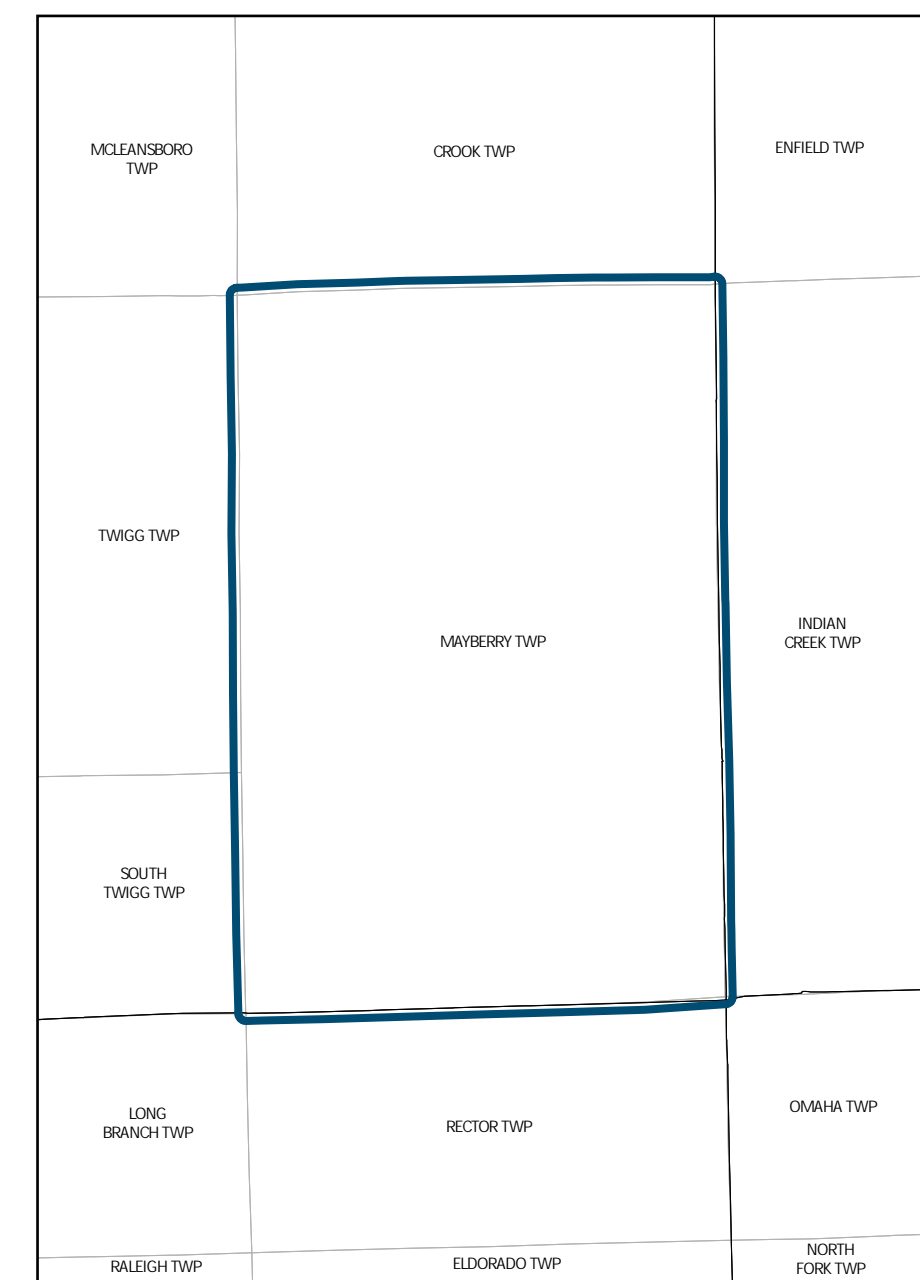 MCLEANSBORO
TWP
CROOK TWP
ENFIELD TWP
TWIGG TWP
MAYBERRY TWP
INDIAN
CREEK TWP
SOUTH
TWIGG TWP
LONG
BRANCH TWP
RECTOR TWP
OMAHA TWP
RALEIGH TWP
ELDORADO TWP
NORTH
FORK TWP